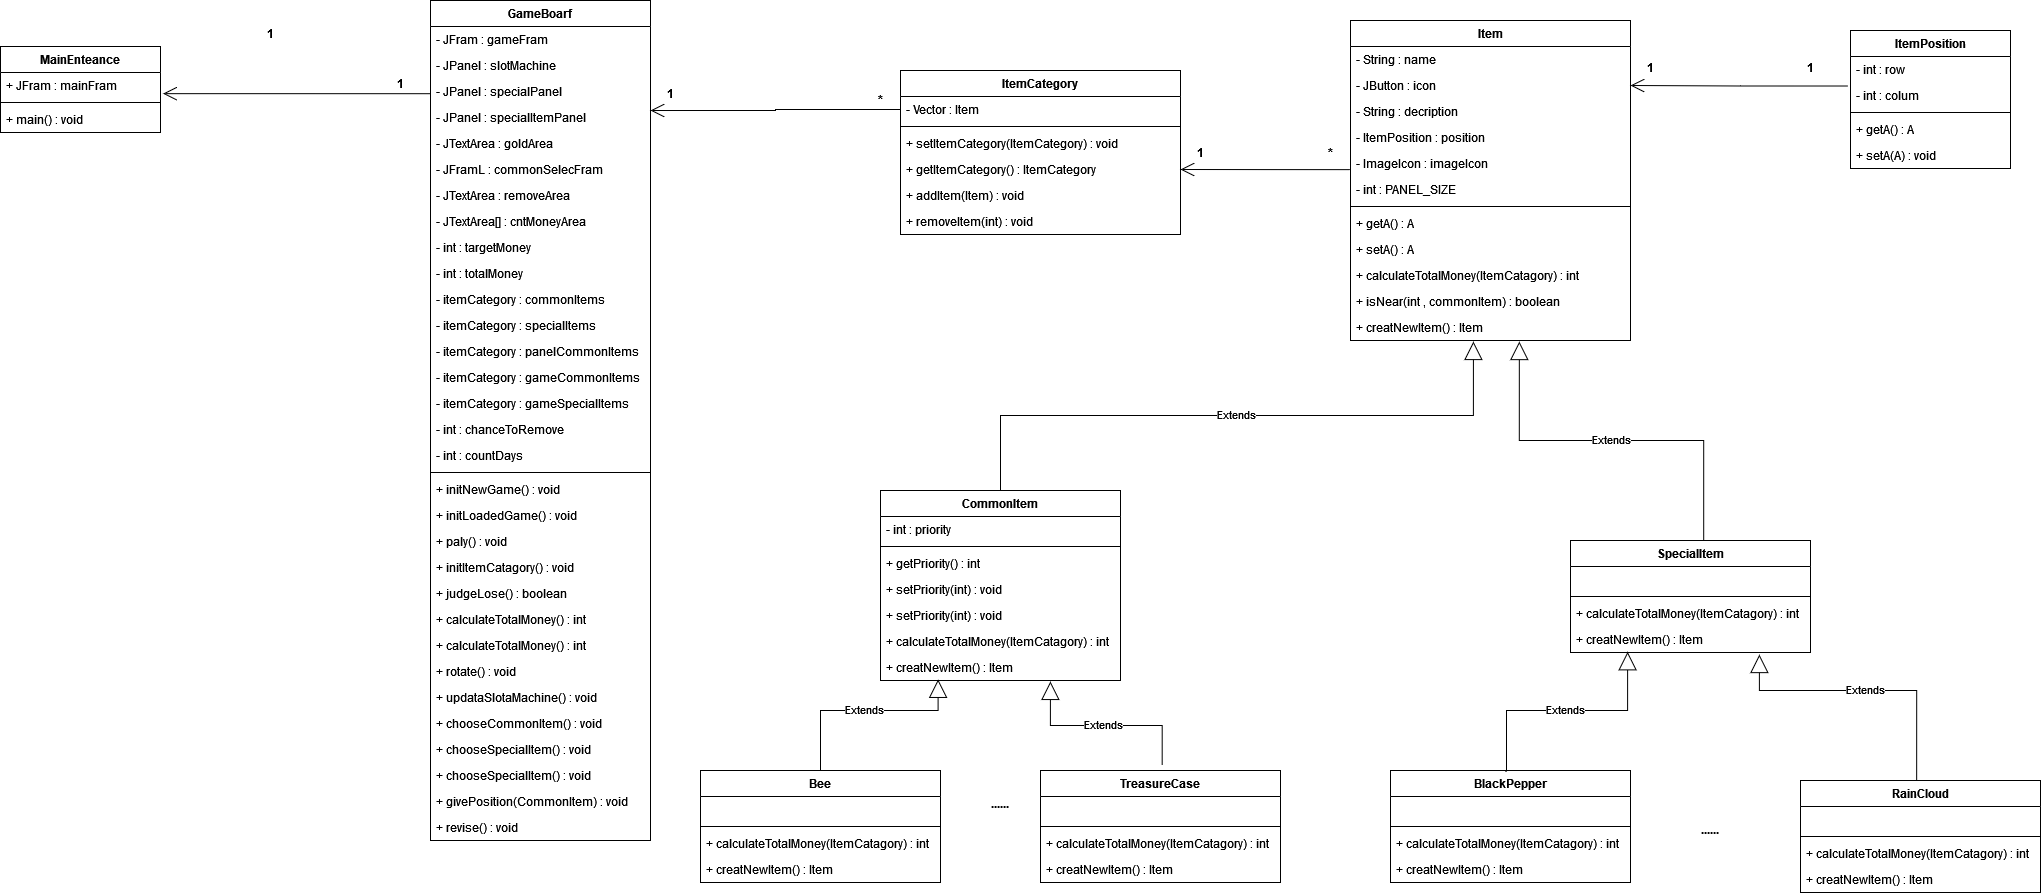 MainEnteance
+ JFram : mainFram
+ main() : void
1
1
GameBoarf
- JFram : gameFram
- JPanel : slotMachine
- JPanel : specialPanel
- JPanel : specialItemPanel
- JTextArea : goldArea
- JFramL : commonSelecFram
- JTextArea : removeArea
- JTextArea[] : cntMoneyArea
- int : targetMoney
- int : totalMoney
- itemCategory : commonItems
- itemCategory : specialItems
- itemCategory : panelCommonItems
- itemCategory : gameCommonItems
- itemCategory : gameSpecialItems
- int : chanceToRemove
- int : countDays
+ initNewGame() : void
+ initLoadedGame() : void
+ paly() : void
+ initItemCatagory() : void
+ judgeLose() : boolean
+ calculateTotalMoney() : int
+ calculateTotalMoney() : int
+ rotate() : void
+ updataSlotaMachine() : void
+ chooseCommonItem() : void
+ chooseSpecialItem() : void
+ chooseSpecialItem() : void
+ givePosition(CommonItem) : void
+ revise() : void
1
*
ItemCategory
- Vector : Item
+ setItemCategory(ItemCategory) : void
+ getItemCategory() : ItemCategory
+ addItem(Item) : void
+ removeItem(int) : void
1
*
Item
- String : name
- JButton : icon
- String : decription
- ItemPosition : position
- ImageIcon : imageIcon
- int : PANEL_SIZE
+ getA() : A
+ setA() : A
+ calculateTotalMoney(ItemCatagory) : int
+ isNear(int , commonItem) : boolean
+ creatNewItem() : Item
1
1
ItemPosition
- int : row
- int : colum
+ getA() : A
+ setA(A) : void
Extends
Extends
CommonItem
- int : priority
+ getPriority() : int
+ setPriority(int) : void
+ setPriority(int) : void
+ calculateTotalMoney(ItemCatagory) : int
+ creatNewItem() : Item
SpecialItem
+ calculateTotalMoney(ItemCatagory) : int
+ creatNewItem() : Item
Extends
Extends
Extends
Extends
Bee
+ calculateTotalMoney(ItemCatagory) : int
+ creatNewItem() : Item
......
TreasureCase
+ calculateTotalMoney(ItemCatagory) : int
+ creatNewItem() : Item
BlackPepper
+ calculateTotalMoney(ItemCatagory) : int
+ creatNewItem() : Item
......
RainCloud
+ calculateTotalMoney(ItemCatagory) : int
+ creatNewItem() : Item